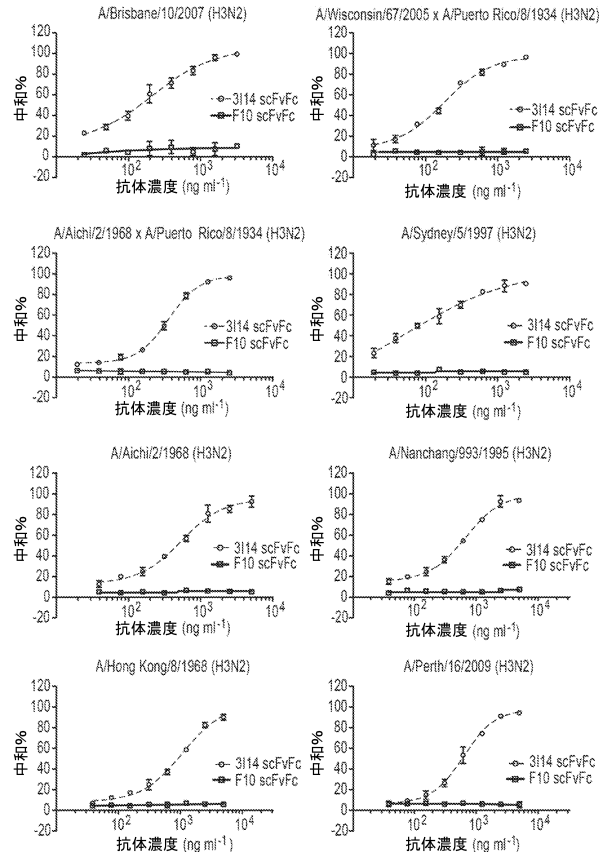 A/Brisbane/10/2007 (H3N2)
120
100
80
60
40
20
0
-20
中和%
3I14 scFvFc
F10 scFvFc
10²
10³
10⁴
抗体濃度 (ng ml⁻¹)
A/Wisconsin/67/2005 x A/Puerto Rico/8/1934 (H3N2)
120
100
80
60
40
20
0
-20
中和%
3I14 scFvFc
F10 scFvFc
10²
10³
10⁴
抗体濃度 (ng ml⁻¹)
A/Aichi/2/1968 x A/Puerto Rico/8/1934 (H3N2)
120
100
80
60
40
20
0
-20
中和%
3I14 scFvFc
F10 scFvFc
10²
10³
10⁴
抗体濃度 (ng ml⁻¹)
A/Sydney/5/1997 (H3N2)
120
100
80
60
40
20
0
-20
中和%
3I14 scFvFc
F10 scFvFc
10²
10³
10⁴
抗体濃度 (ng ml⁻¹)
A/Aichi/2/1968 (H3N2)
120
100
80
60
40
20
0
-20
中和%
3I14 scFvFc
F10 scFvFc
10²
10³
10⁴
抗体濃度 (ng ml⁻¹)
A/Nanchang/993/1995 (H3N2)
120
100
80
60
40
20
0
-20
中和%
3I14 scFvFc
F10 scFvFc
10²
10³
10⁴
抗体濃度 (ng ml⁻¹)
A/Hong Kong/8/1968 (H3N2)
120
100
80
60
40
20
0
-20
中和%
3I14 scFvFc
F10 scFvFc
10²
10³
10⁴
抗体濃度 (ng ml⁻¹)
A/Perth/16/2009 (H3N2)
120
100
80
60
40
20
0
-20
中和%
3I14 scFvFc
F10 scFvFc
10²
10³
10⁴
抗体濃度 (ng ml⁻¹)